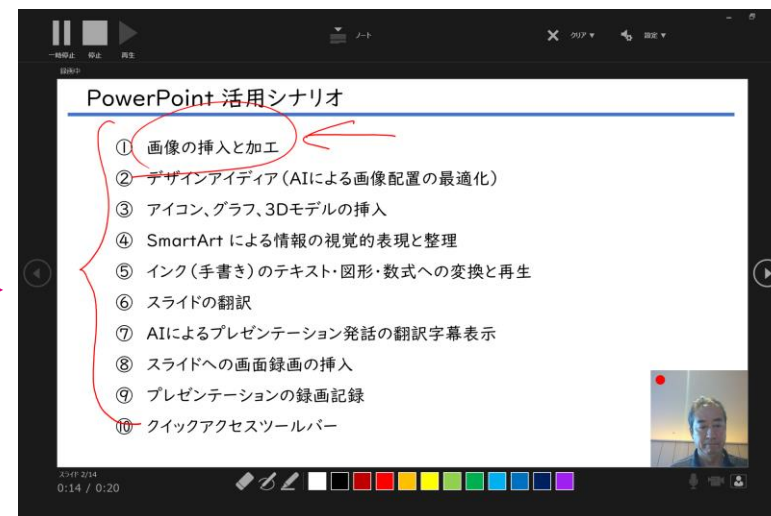 ノート
クリア
設定
一時停止 停止 再生
録画中
PowerPoint 活用シナリオ
① 画像の挿入と加工
② デザインアイディア(AIによる画像配置の最適化)
③ アイコン、グラフ、3Dモデルの挿入
④ SmartArt による情報の視覚的表現と整理
⑤ インク(手書き)のテキスト・図形・数式への変換と再生
⑥ スライドの翻訳
⑦ AIによるプレゼンテーション発話の翻訳字幕表示
⑧ スライドへの画面録画の挿入
⑨ プレゼンテーションの録画記録
⑩ クイックアクセスツールバー
スライド 2/14
0:14 / 0:20